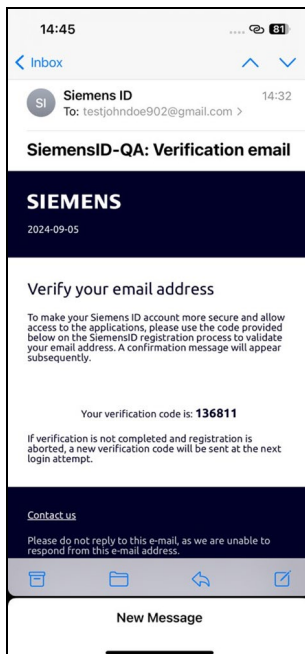 14:45
81
Inbox
SI
Siemens ID
14:32
To: testjohndoe902@gmail.com >
SiemensID-QA: Verification email
SIEMENS
2024-09-05
Verify your email address
To make your Siemens ID account more secure and allow
access to the applications, please use the code provided
below on the SiemensID registration process to validate
your email address. A confirmation message will appear
subsequently.
Your verification code is: 136811
If verification is not completed and registration is
aborted, a new verification code will be sent at the next
login attempt.
Contact us
Please do not reply to this e-mail, as we are unable to
respond from this e-mail address.
New Message